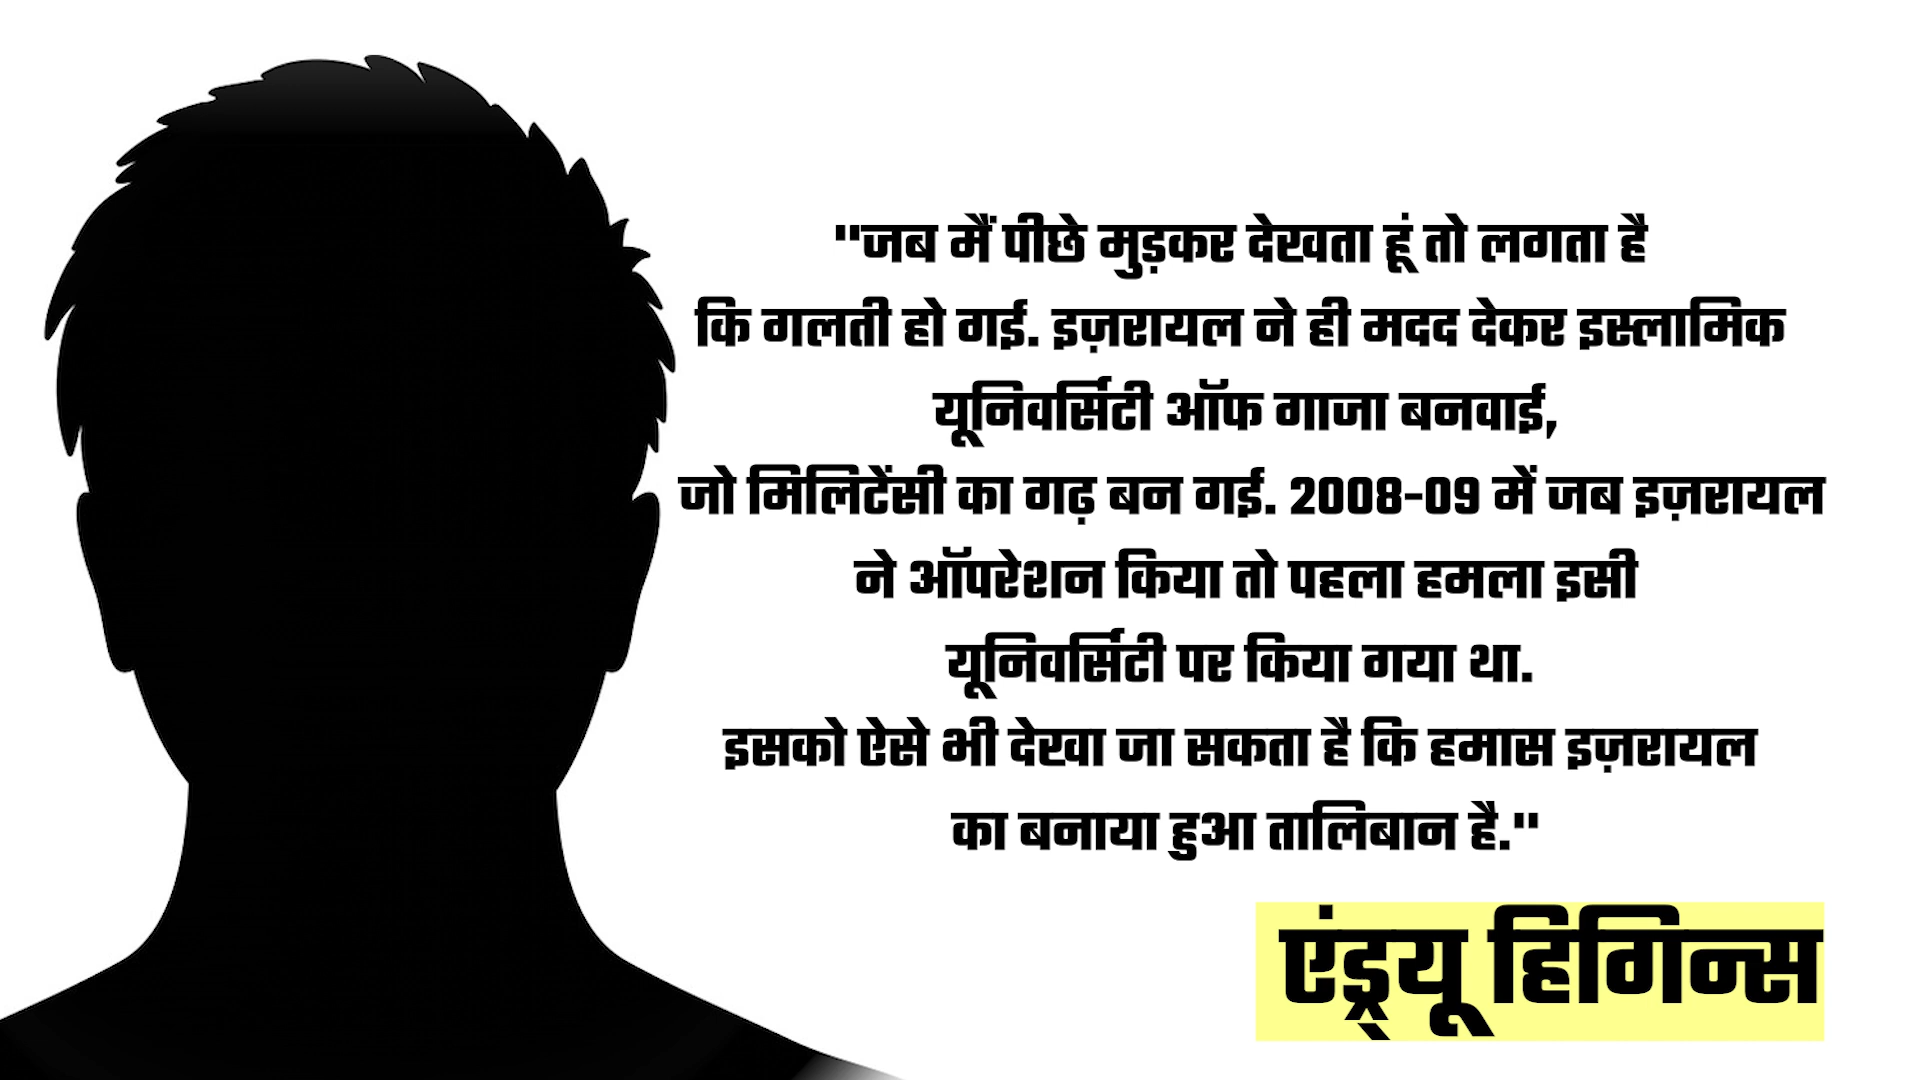 "जब मैं पीछे मुड़कर देखता हूं तो लगता है
कि गलती हो गई. इज़रायल ने ही मदद देकर इस्लामिक
यूनिवर्सिटी ऑफ गाजा बनवाई,
जो मिलिटेंसी का गढ़ बन गई. 2008-09 में जब इज़रायल
ने ऑपरेशन किया तो पहला हमला इसी
यूनिवर्सिटी पर किया गया था.
इसको ऐसे भी देखा जा सकता है कि हमास इज़रायल
का बनाया हुआ तालिबान है."
एंड्र्यू हिगिन्स